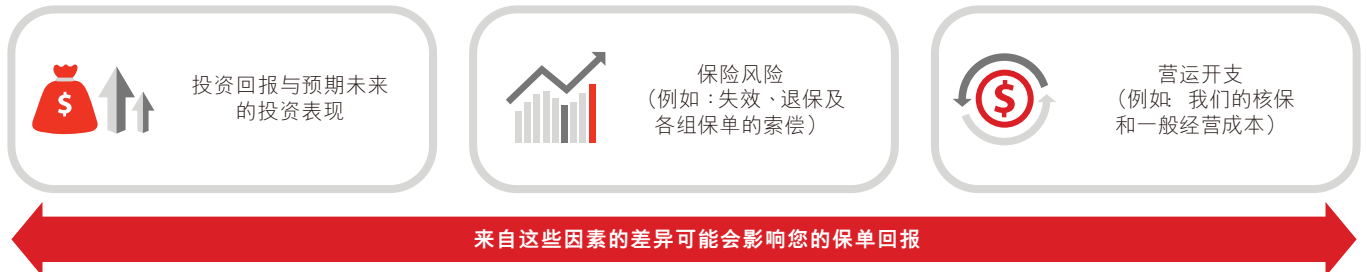 $
投资回报与预期未来
的投资表现
保险风险
（例如：失效、退保及
各组保单的索偿）
$
营运开支
（例如: 我们的核保
和一般经营成本）
来自这些因素的差异可能会影响您的保单回报